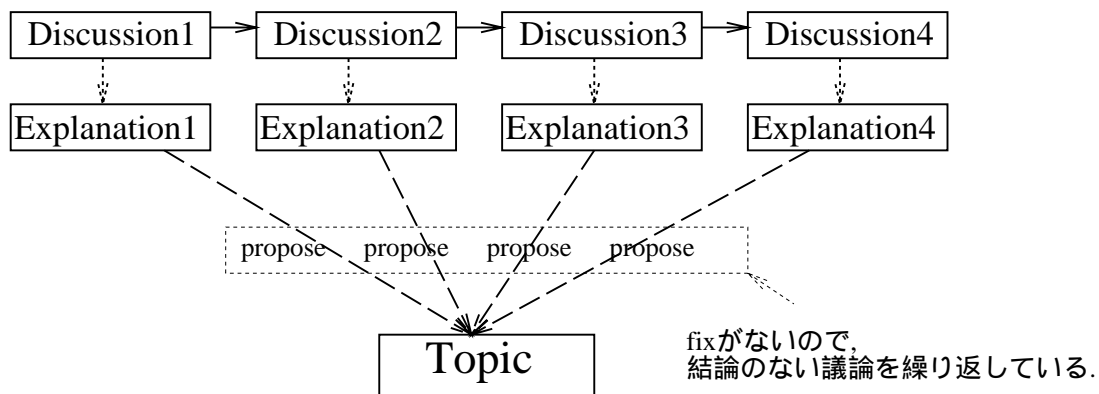 Discussion1 Discussion2 Discussion3 Discussion4
Explanation1 Explanation2 Explanation3 Explanation4
propose propose propose propose
Topic
fixがないので,
結論のない議論を繰り返している.